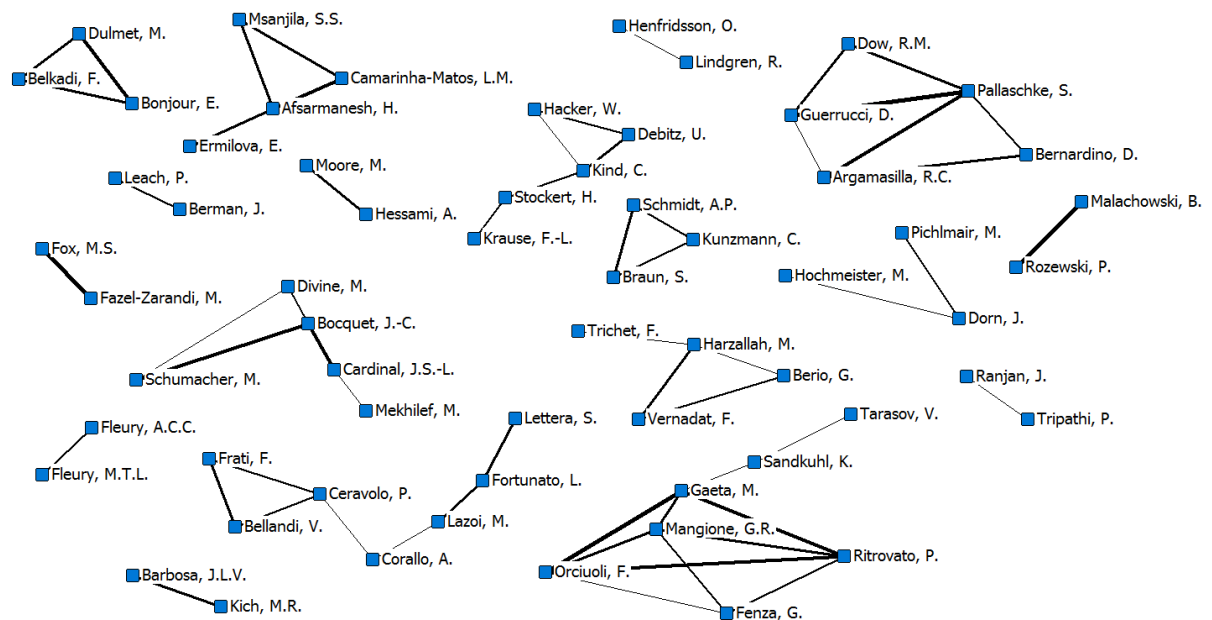 Msanjila, S.S.
Henfridsson, O.
Dulmet, M.
Dow, R.M.
Lindgren, R.
Belkadi, F.
Camarinha-Matos, L.M.
Pallaschke, S.
Bonjour, E.
Afsarmanesh, H.
Hacker, W.
Guerrucci, D.
Debitz, U.
Ermilova, E.
Bernardino, D.
Moore, M.
Kind, C.
Leach, P.
Argamasilla, R.C.
Stockert, H.
Berman, J.
Hessami, A.
Schmidt, A.P.
Malachowski, B.
Krause, F.-L.
Kunzmann, C.
Pichlmair, M.
Fox, M.S.
Rozewski, P.
Braun, S.
Hochmeister, M.
Divine, M.
Fazel-Zarandi, M.
Bocquet, J.-C.
Dorn, J.
Trichet, F.
Harzallah, M.
Cardinal, J.S.-L.
Schumacher, M.
Berio, G.
Ranjan, J.
Mekhilef, M.
Lettera, S.
Vernadat, F.
Tarasov, V.
Tripathi, P.
Fleury, A.C.C.
Frati, F.
Sandkuhl, K.
Fleury, M.T.L.
Fortunato, L.
Ceravolo, P.
Gaeta, M.
Bellandi, V.
Lazoi, M.
Mangione, G.R.
Corallo, A.
Ritrovato, P.
Barbosa, J.L.V.
Orciuoli, F.
Kich, M.R.
Fenza, G.